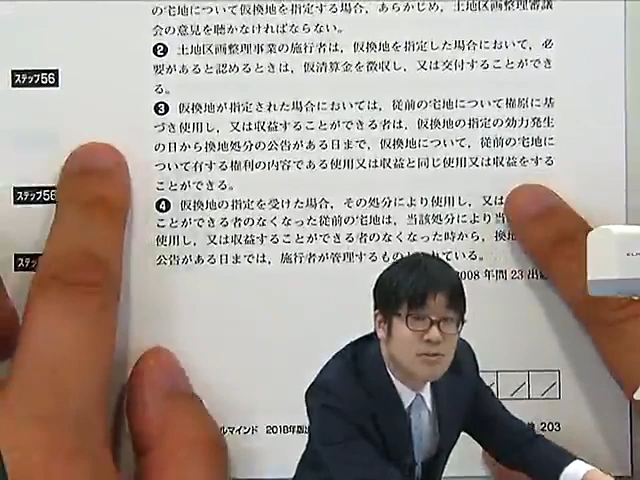 の宅地について仮換地を指定する場合，あらかじめ，土地区画整理審議
会の意見を聴かなければならない。
❷ 土地区画整理事業の施行者は，仮換地を指定した場合において，必
ステップ56
要があると認めるときは，仮清算金を徴収し，又は交付することができ
る。
❸ 仮換地が指定された場合においては，従前の宅地について権原に基
づき使用し，又は収益することができる者は，仮換地の指定の効力発生
の日から換地処分の公告がある日まで，仮換地について，従前の宅地に
ついて有する権利の内容である使用又は収益と同じ使用又は収益をする
ステップ56
ことができる。
❹ 仮換地の指定を受けた場合，その処分により使用し，又は
ことができる者のなくなった従前の宅地は，当該処分により当
使用し，又は収益することができる者のなくなった時から，換地
ステッ
公告がある日までは，施行者が管理するもの いる。
2008 年問 23
ルマインド 2018年版
203